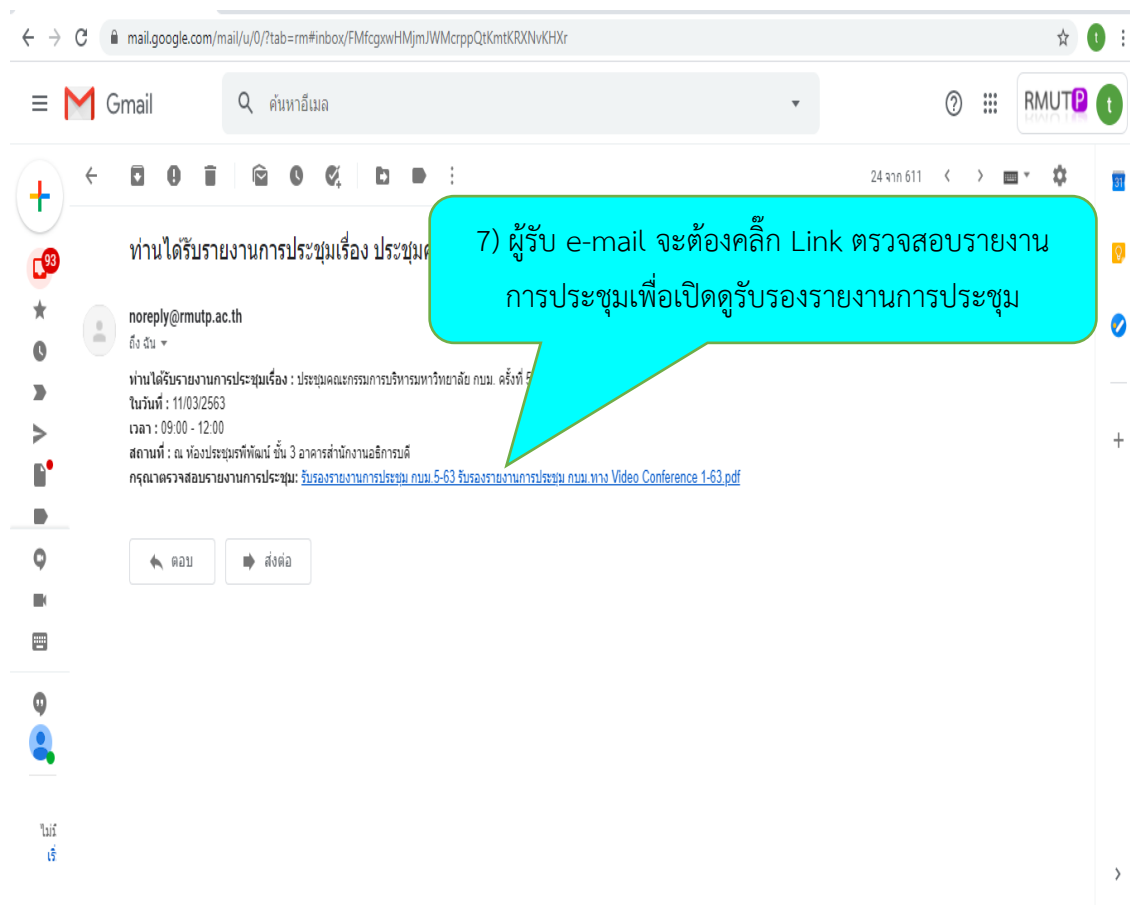 mail.google.com/mail/u/0/?tab=rm#inbox/FMfcgxwHMjmJWMcrppQtKmtKRXNvKHXr
t
Gmail
ค้นหาอีเมล
RMUTP
t
24 จาก 611
31
93
ท่านได้รับรายงานการประชุมเรื่อง
7) ผู้รับ e-mail จะต้องคลิ๊ก Link ตรวจสอบรายงาน
การประชุมเพื่อเปิดดูรับรองรายงานการประชุม
noreply@rmutp.ac.th
ถึง ฉัน
ท่านได้รับรายงานการประชุมเรื่อง : ประชุมคณะกรรมการบริหารมหาวิทยาลัย กบม. ครั้งที่ 5
ในวันที่ : 11/03/2563
เวลา : 09:00 - 12:00
สถานที่ : ณ ห้องประชุมรพีพัฒน์ ชั้น 3 อาคารสำนักงานอธิการบดี
กรุณาตรวจสอบรายงานการประชุม: รับรองรายงานการประชุม กบม.5-63 รับรองรายงานการประชุม กบม.ทาง Video Conference 1-63.pdf
ตอบ
ส่งต่อ